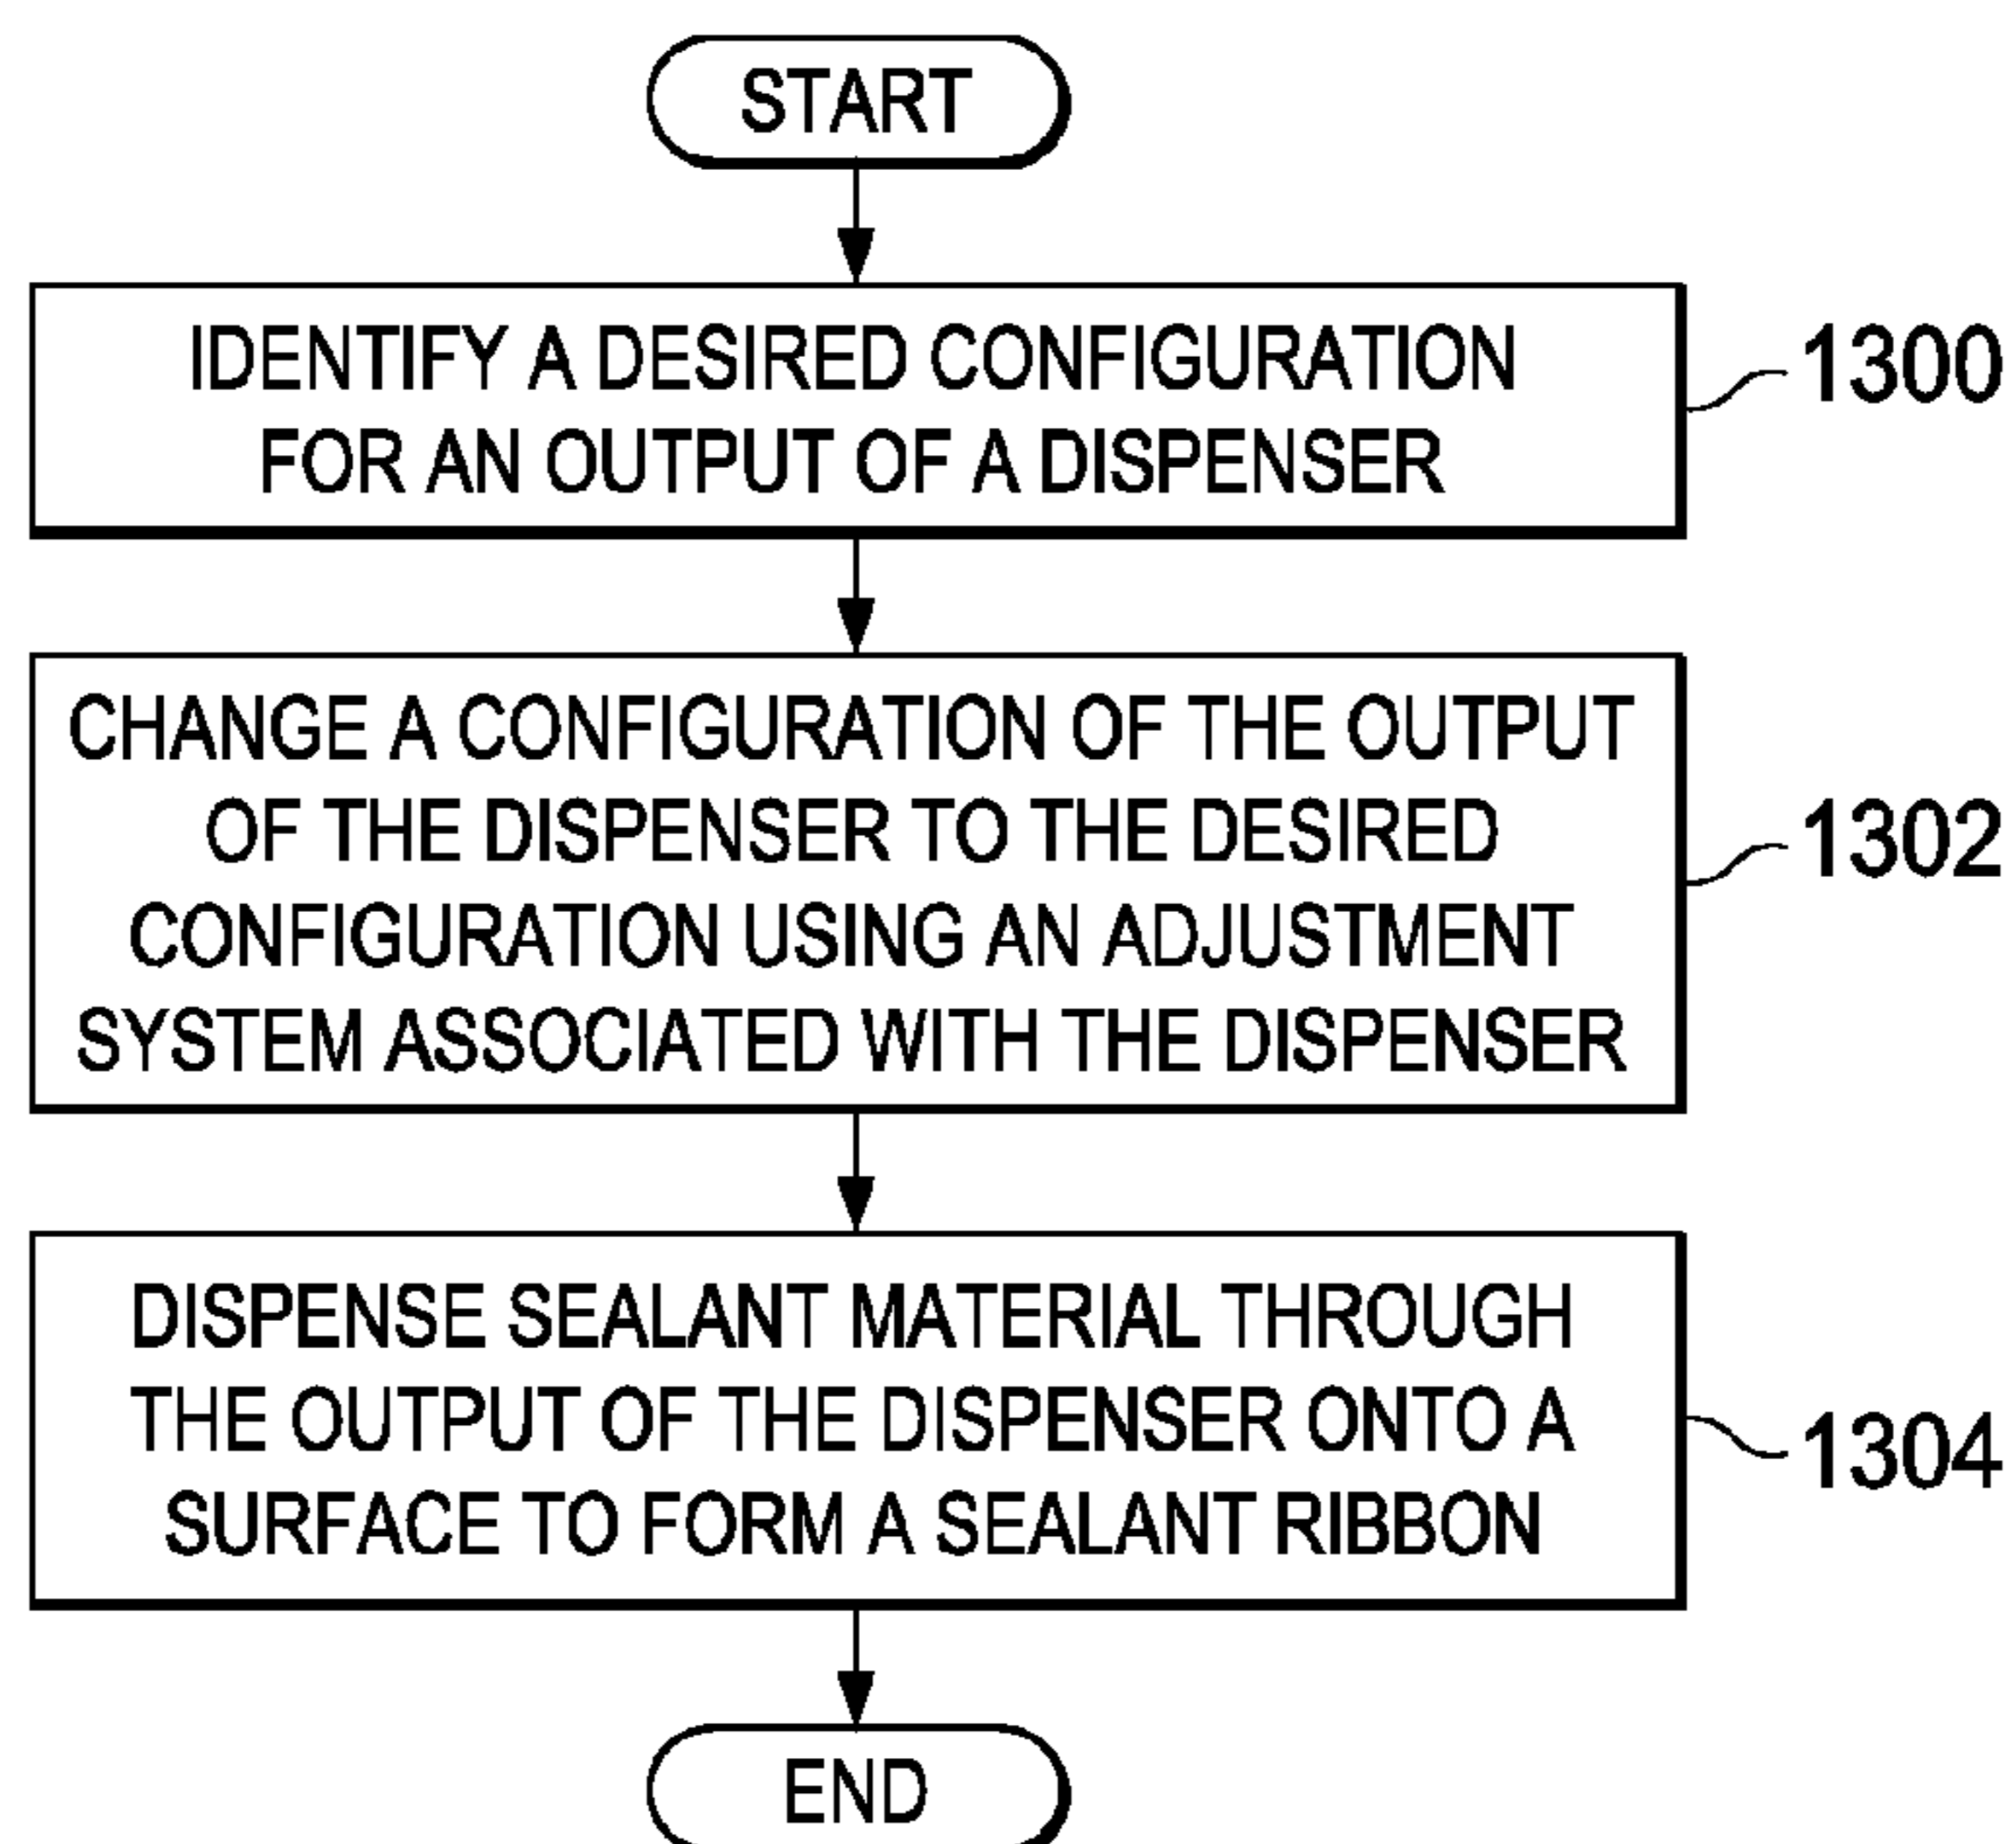 START
IDENTIFY A DESIRED CONFIGURATION
FOR AN OUTPUT OF A DISPENSER
1300
CHANGE A CONFIGURATION OF THE OUTPUT
OF THE DISPENSER TO THE DESIRED
CONFIGURATION USING AN ADJUSTMENT
SYSTEM ASSOCIATED WITH THE DISPENSER
1302
DISPENSE SEALANT MATERIAL THROUGH
THE OUTPUT OF THE DISPENSER ONTO A
SURFACE TO FORM A SEALANT RIBBON
1304
END